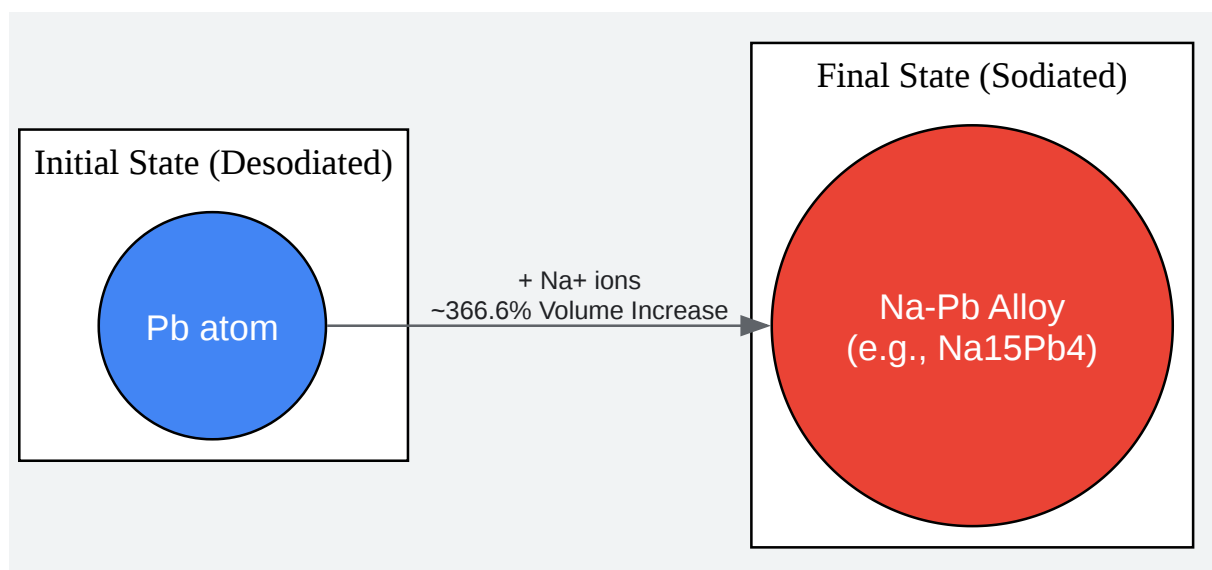 Initial State (Desodiated)
Pb atom
+ Na+ ions
~366.6% Volume Increase
Final State (Sodiated)
Na-Pb Alloy
(e.g., Na15Pb4)